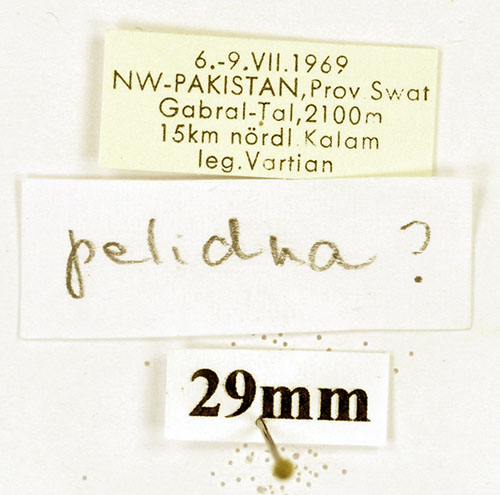 6.-9.VII.1969
NW-PAKISTAN,Prov.Swat
Gabral-Tal,2100m
15km nördl.Kalam
leg.Vartian
pelidna ?
29mm